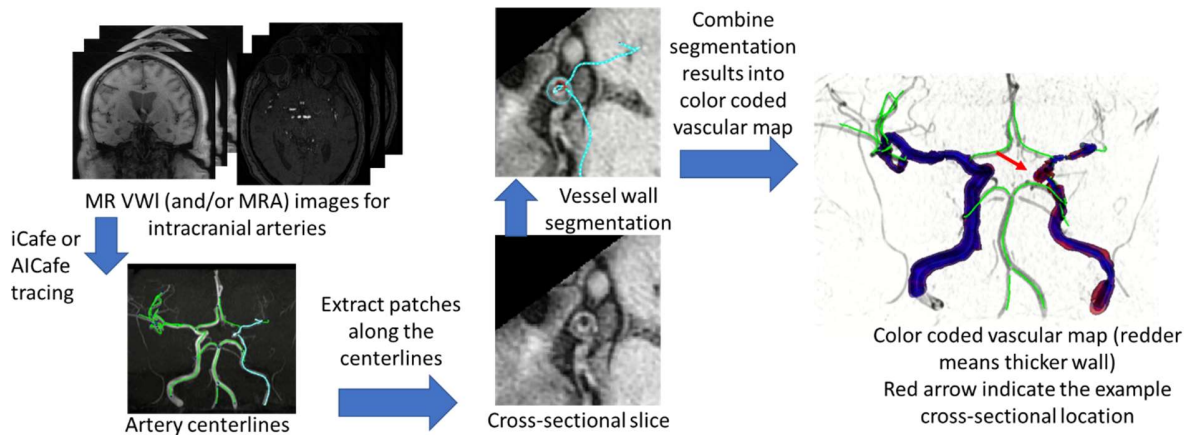 MR VWI (and/or MRA) images for
intracranial arteries
iCafe or
AICafe
tracing
Artery centerlines
Extract patches
along the
centerlines
Cross-sectional slice
Vessel wall
segmentation
Combine
segmentation
results into
color coded
vascular map
Color coded vascular map (redder
means thicker wall)
Red arrow indicate the example
cross-sectional location